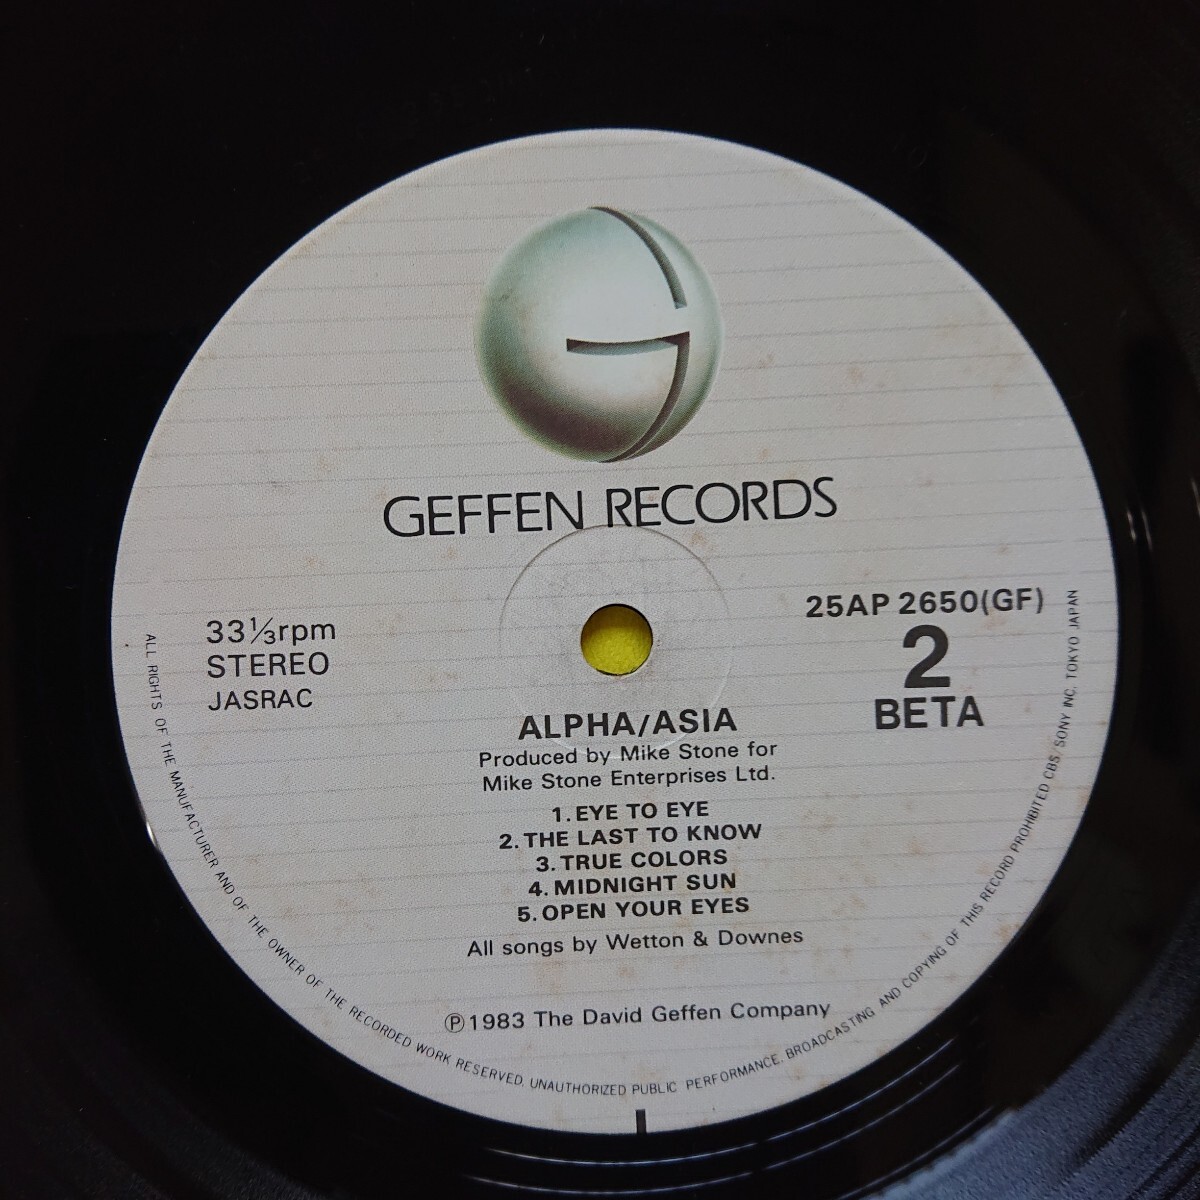 GEFFEN RECORDS
33⅓rpm
STEREO
JASRAC
25AP 2650(GF)
2
BETA
ALPHA/ASIA
Produced by Mike Stone for
Mike Stone Enterprises Ltd.
1. EYE TO EYE
2. THE LAST TO KNOW
3. TRUE COLORS
4. MIDNIGHT SUN
5. OPEN YOUR EYES
All songs by Wetton & Downes
Ⓟ1983 The David Geffen Company
ALL RIGHTS OF THE MANUFACTURER AND OF THE OWNER OF THE RECORDED WORK RESERVED. UNAUTHORIZED PUBLIC PERFORMANCE. BROADCASTING AND COPYING OF THIS RECORD PROHIBITED CBS/SONY INC. TOKYO JAPAN